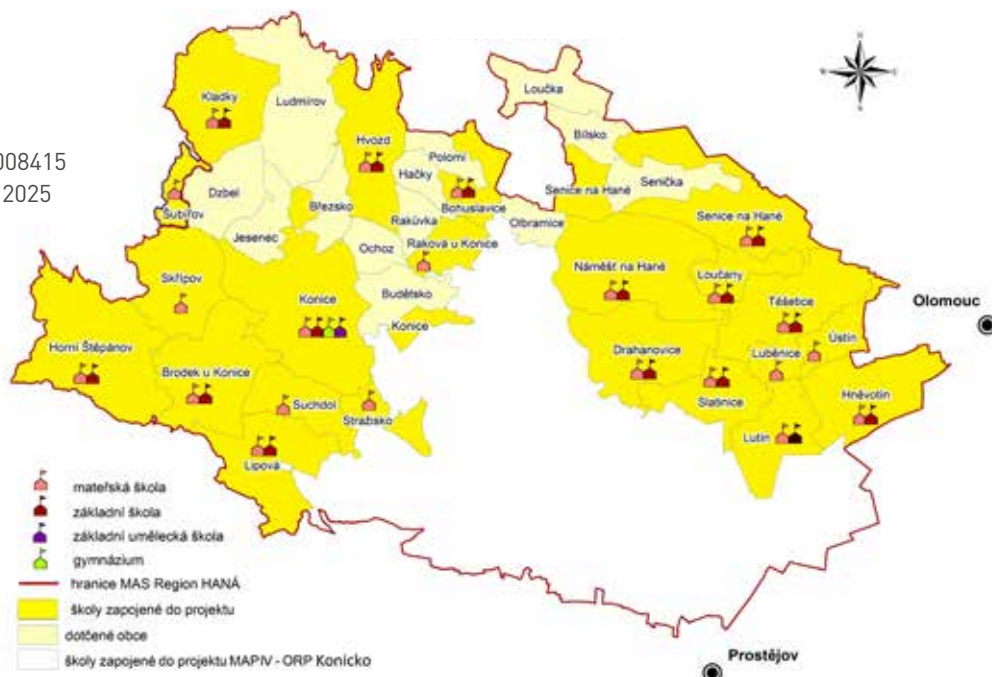 008415
2025
Kladky
Ludmírov
Hvozd
Polomí
Hačky
Bohuslavice
Loučka
Bílsko
Senička
Senice na Hané
Senice na Hané
Dzbel
Šubířov
Březsko
Rakůvka
Olbramice
Jesenec
Ochoz
Raková u Konice
Skřípov
Konice
Budětsko
Konice
Náměšť na Hané
Loučany
Těšetice
Olomouc
Ústín
Horní Štěpánov
Brodek u Konice
Drahanovice
Luběnice
Suchdol
Stražisko
Slatinice
Hněvotín
Lipová
Lutín
mateřská škola
základní škola
základní umělecká škola
gymnázium
hranice MAS Region HANÁ
školy zapojené do projektu
dotčené obce
školy zapojené do projektu MAPIV - ORP Konicko
Prostějov